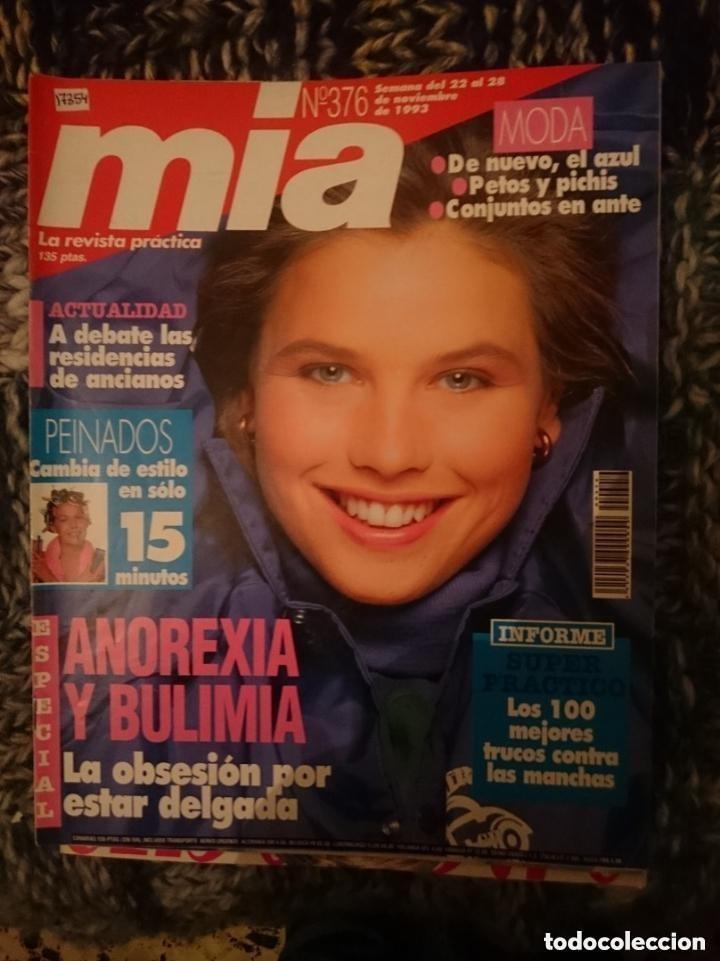 17354
mia
Nº376
Semana del 22 al 28
de noviembre
de 1993
La revista práctica
135 ptas.
MODA
De nuevo, el azul
Petos y pichis
Conjuntos en ante
ACTUALIDAD
A debate las
residencias
de ancianos
PEINADOS
Cambia de estilo
en sólo
15
minutos
ESPECIAL
ANOREXIA
Y BULIMIA
La obsesión por
estar delgada
INFORME
SUPER
PRACTICO
Los 100
mejores
trucos contra
las manchas
todocoleccion
todocoleccion.net